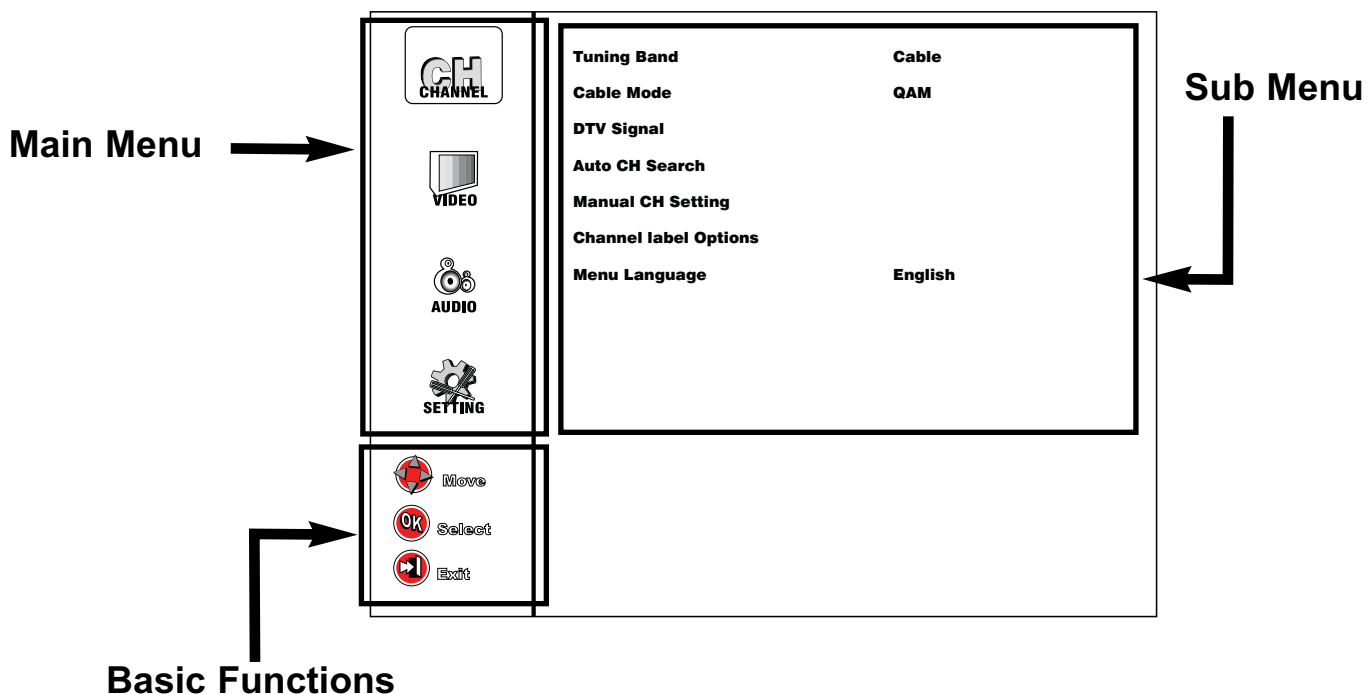 CH
CHANNEL
VIDEO
AUDIO
SETTING
Tuning Band Cable
Cable Mode QAM
DTV Signal
Auto CH Search
Manual CH Setting
Channel label Options
Menu Language English
Main Menu
Sub Menu
Move
OK Select
Exit
Basic Functions